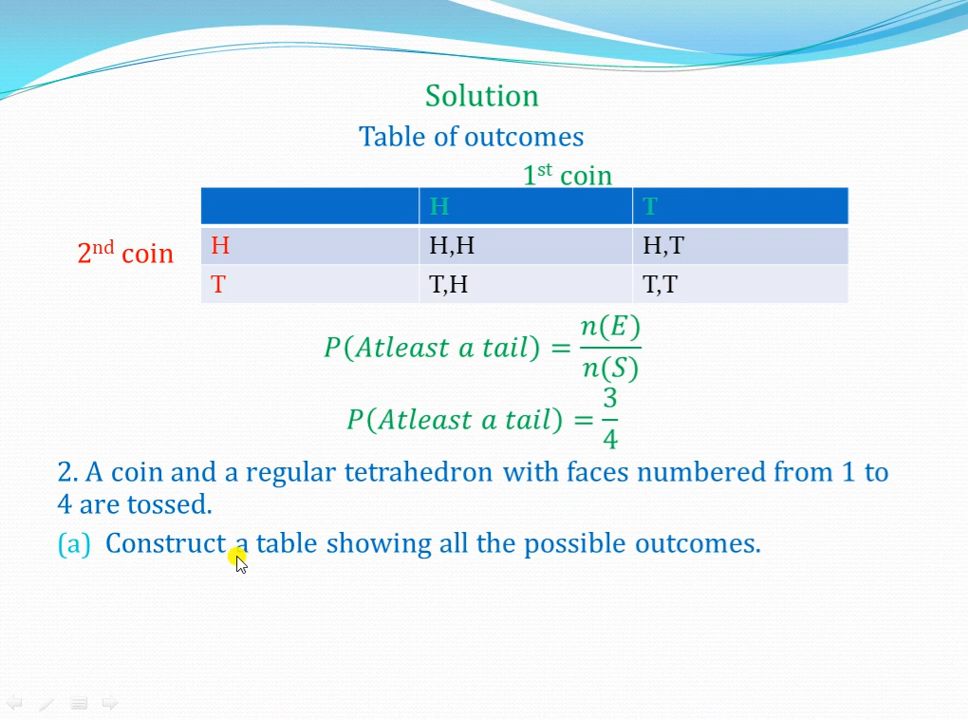 Solution
Table of outcomes
1st coin
H T
2nd coin
H H,H H,T
T T,H T,T
P(Atleast a tail) = n(E)/n(S)
P(Atleast a tail) = 3/4
2. A coin and a regular tetrahedron with faces numbered from 1 to
4 are tossed.
(a) Construct a table showing all the possible outcomes.